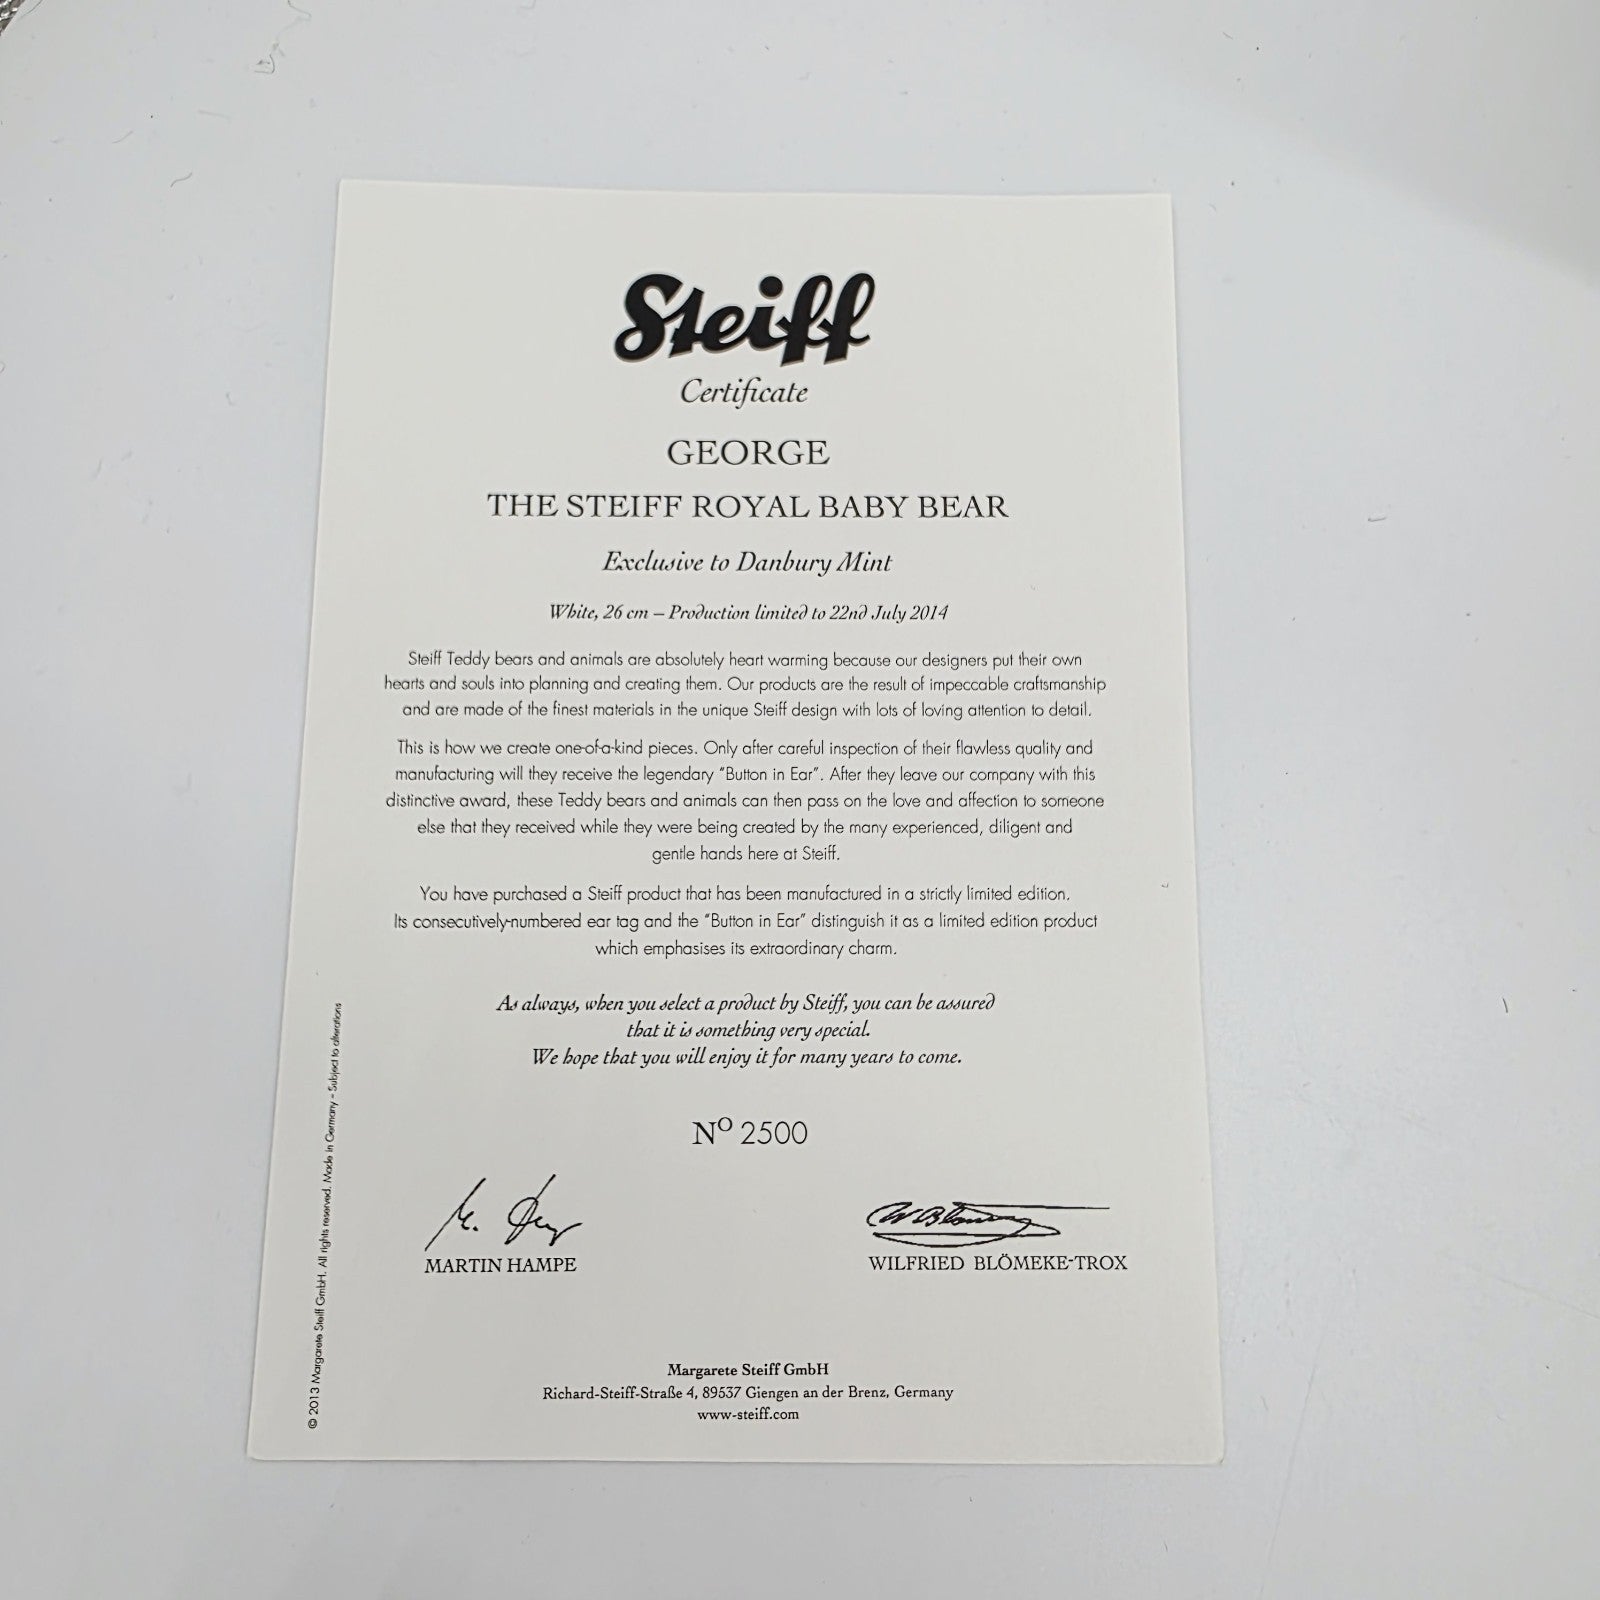 Steiff
Certificate
GEORGE
THE STEIFF ROYAL BABY BEAR
Exclusive to Danbury Mint
White, 26 cm – Production limited to 22nd July 2014
Steiff Teddy bears and animals are absolutely heart warming because our designers put their own
hearts and souls into planning and creating them. Our products are the result of impeccable craftsmanship
and are made of the finest materials in the unique Steiff design with lots of loving attention to detail.
This is how we create one-of-a-kind pieces. Only after careful inspection of their flawless quality and
manufacturing will they receive the legendary "Button in Ear". After they leave our company with this
distinctive award, these Teddy bears and animals can then pass on the love and affection to someone
else that they received while they were being created by the many experienced, diligent and
gentle hands here at Steiff.
You have purchased a Steiff product that has been manufactured in a strictly limited edition.
Its consecutively-numbered ear tag and the "Button in Ear" distinguish it as a limited edition product
which emphasises its extraordinary charm.
As always, when you select a product by Steiff, you can be assured
that it is something very special.
We hope that you will enjoy it for many years to come.
Nº 2500
MARTIN HAMPE
WILFRIED BLÖMEKE-TROX
Margarete Steiff GmbH
Richard-Steiff-Straße 4, 89537 Giengen an der Brenz, Germany
www-steiff.com
© 2013 Margarete Steiff GmbH. All rights reserved. Made in Germany – Subject to alterations